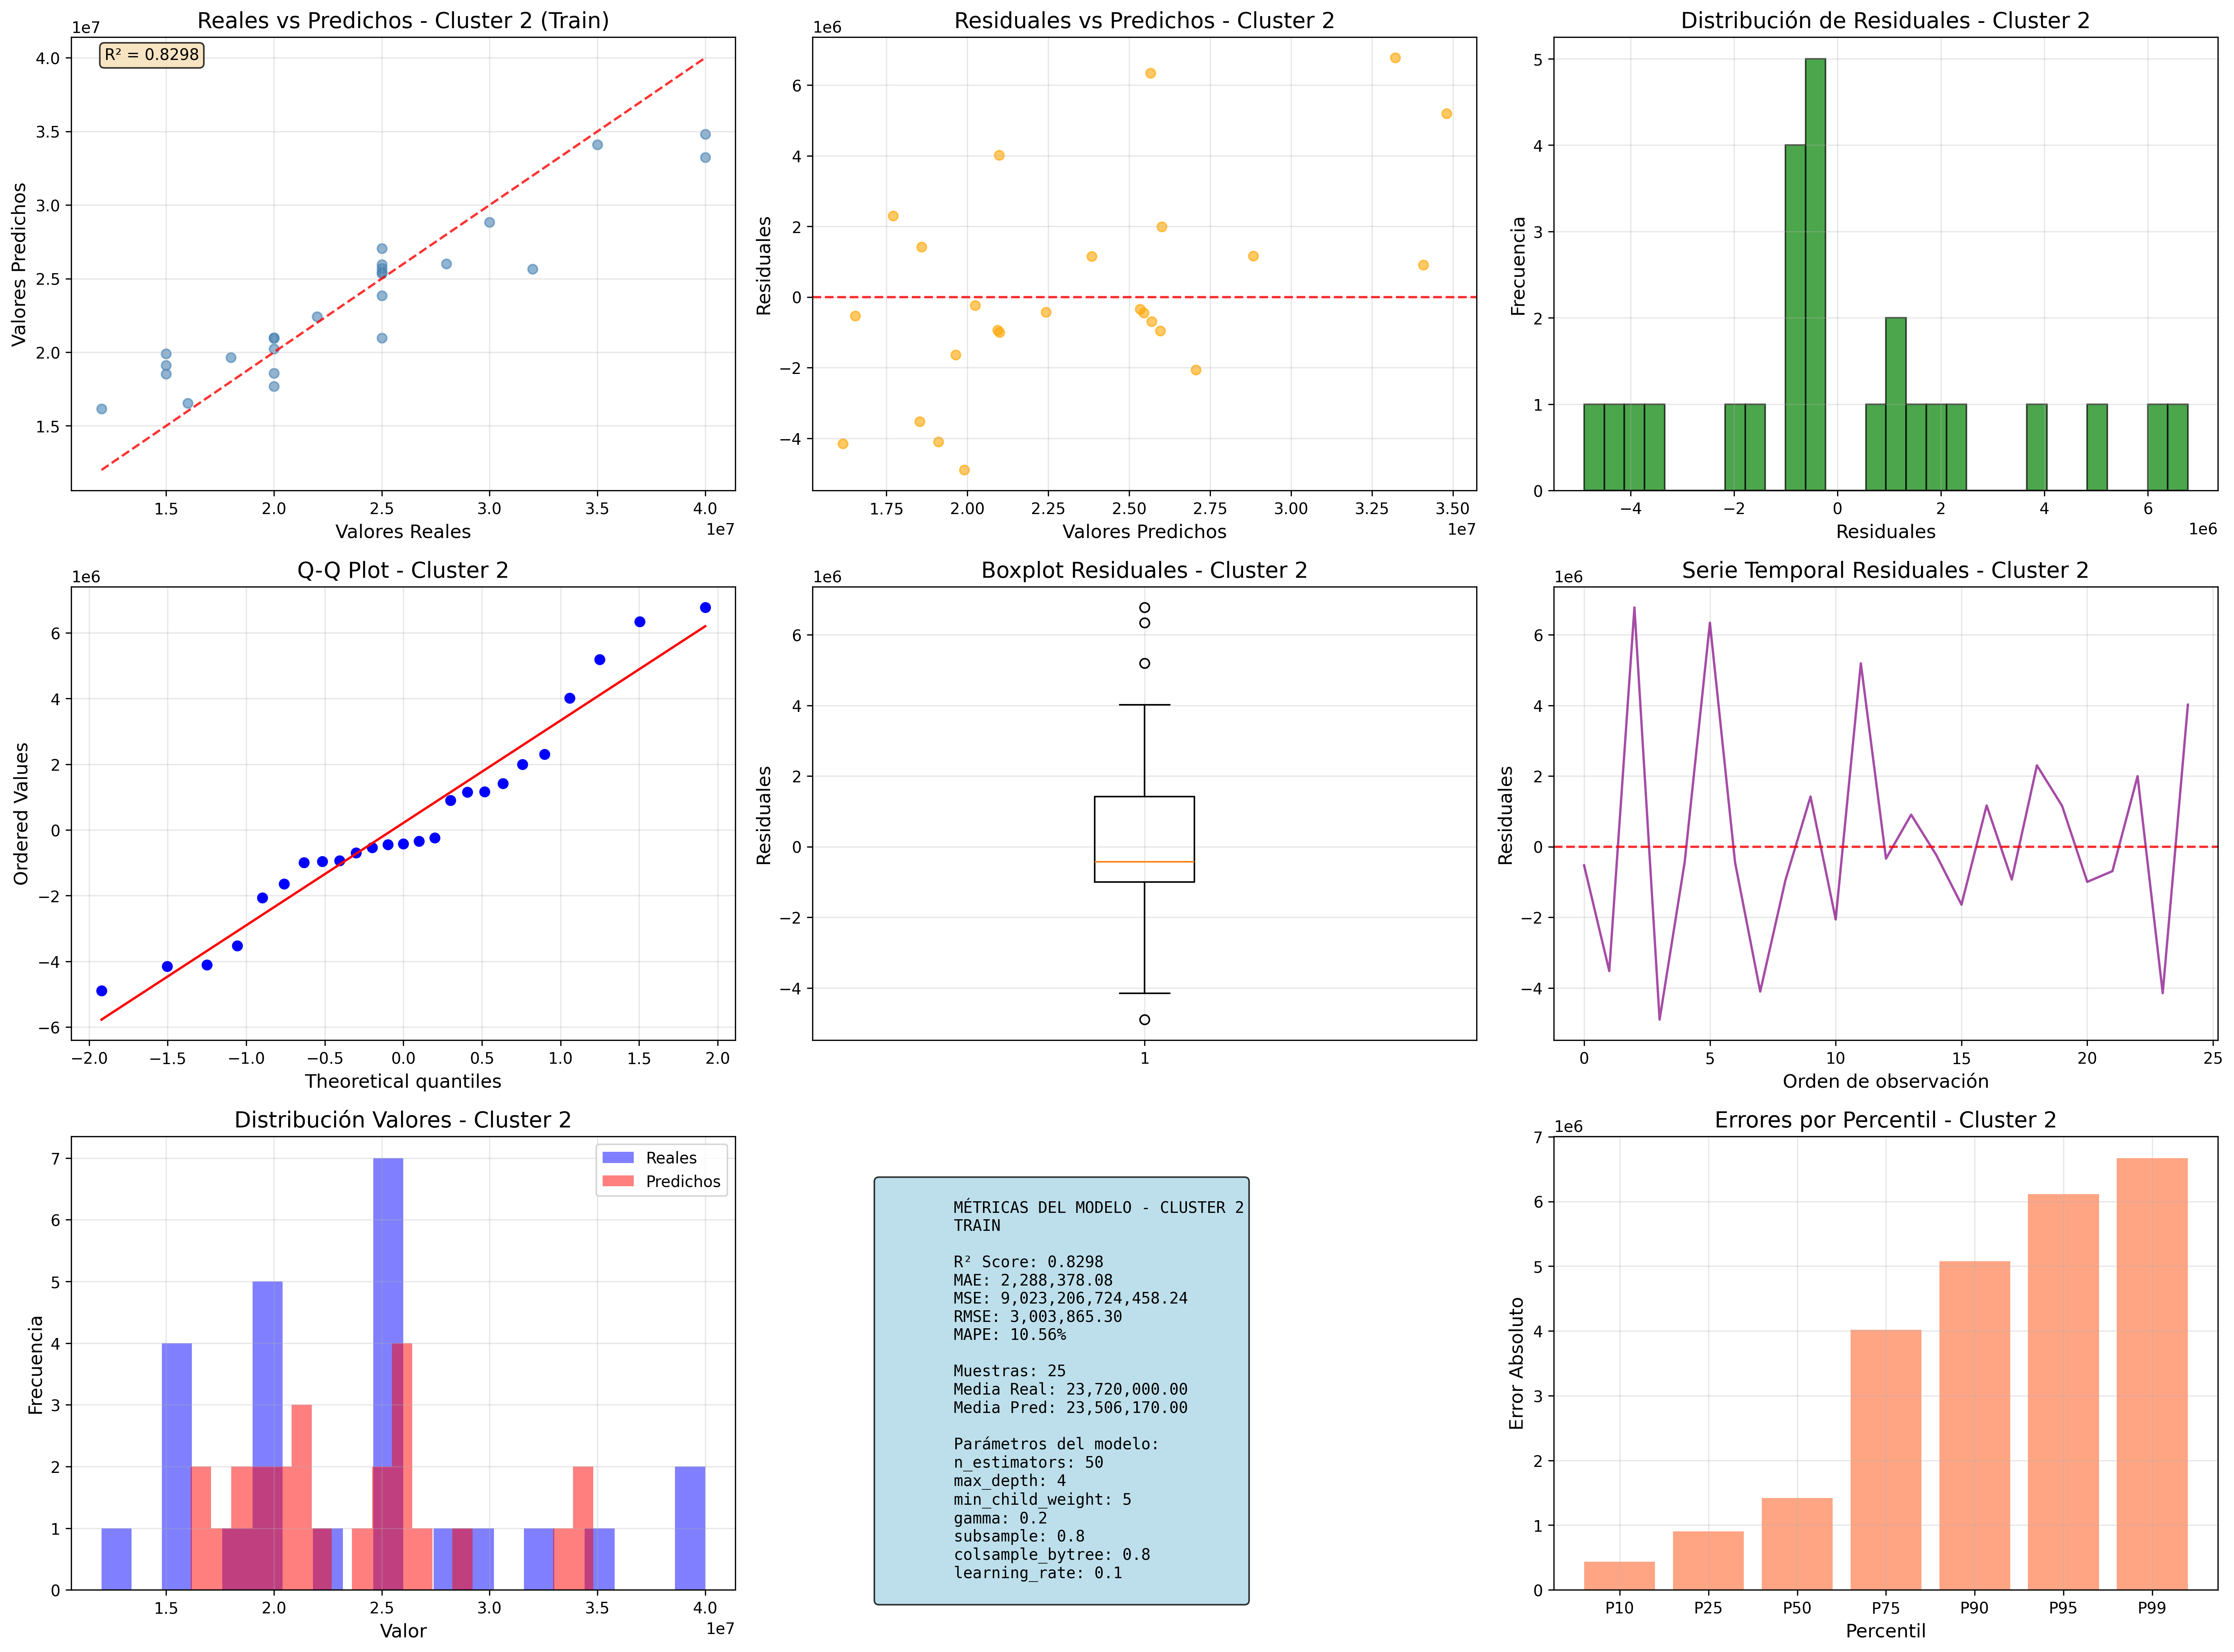 Reales vs Predichos - Cluster 2 (Train)
1e7
R² = 0.8298
4.0
3.5
3.0
2.5
2.0
1.5
Valores Predichos
1.5 2.0 2.5 3.0 3.5 4.0
1e7
Valores Reales
Residuales vs Predichos - Cluster 2
1e6
6
4
2
0
−2
−4
Residuales
1.75 2.00 2.25 2.50 2.75 3.00 3.25 3.50
1e7
Valores Predichos
Distribución de Residuales - Cluster 2
5
4
3
2
1
0
Frecuencia
−4 −2 0 2 4 6
1e6
Residuales
Q-Q Plot - Cluster 2
1e6
6
4
2
0
−2
−4
−6
Ordered Values
−2.0 −1.5 −1.0 −0.5 0.0 0.5 1.0 1.5 2.0
Theoretical quantiles
Boxplot Residuales - Cluster 2
1e6
6
4
2
0
−2
−4
Residuales
1
Serie Temporal Residuales - Cluster 2
1e6
6
4
2
0
−2
−4
Residuales
0 5 10 15 20 25
Orden de observación
Distribución Valores - Cluster 2
Reales
Predichos
7
6
5
4
3
2
1
0
Frecuencia
1.5 2.0 2.5 3.0 3.5 4.0
1e7
Valor
MÉTRICAS DEL MODELO - CLUSTER 2
TRAIN
R² Score: 0.8298
MAE: 2,288,378.08
MSE: 9,023,206,724,458.24
RMSE: 3,003,865.30
MAPE: 10.56%
Muestras: 25
Media Real: 23,720,000.00
Media Pred: 23,506,170.00
Parámetros del modelo:
n_estimators: 50
max_depth: 4
min_child_weight: 5
gamma: 0.2
subsample: 0.8
colsample_bytree: 0.8
learning_rate: 0.1
Errores por Percentil - Cluster 2
1e6
7
6
5
4
3
2
1
0
Error Absoluto
P10 P25 P50 P75 P90 P95 P99
Percentil